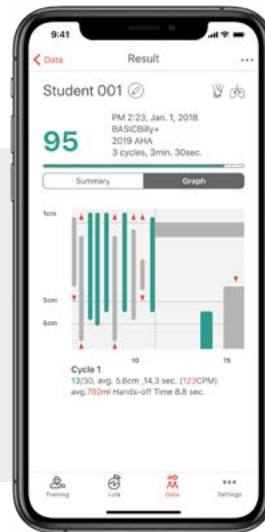 9:41
Data Result ...
Student 001
95
PM 2:23, Jan. 1, 2018
BASICBilly+
2019 AHA
3 cycles, 3min. 30sec.
Summary Graph
1cm
5cm
6cm
10 15
Cycle 1
13/30, avg. 5.6cm ,14.3 sec. (123CPM)
avg.702ml Hands-off Time 8.8 sec.
Training Link Data Settings